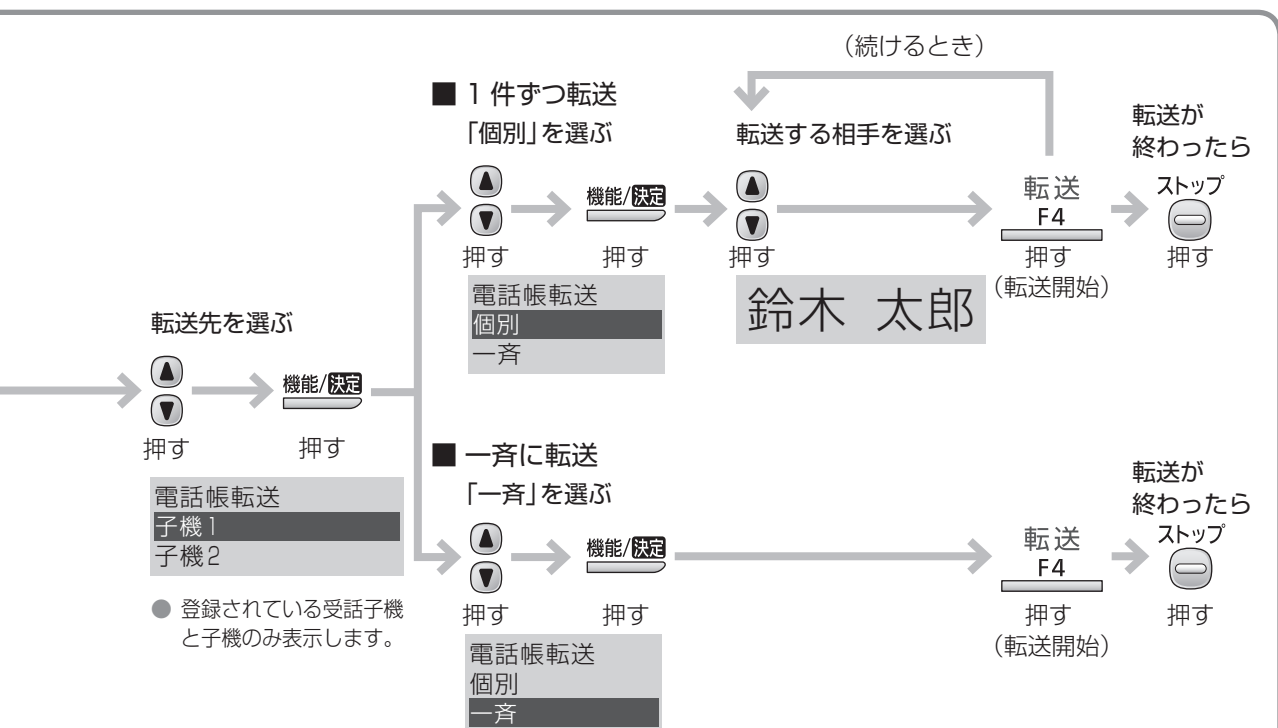 転送先を選ぶ
▲
▼
押す
機能/決定
押す
電話帳転送
子機1
子機2
● 登録されている受話子機
と子機のみ表示します。
■ 1件ずつ転送
「個別」を選ぶ
▲
▼
押す
機能/決定
押す
電話帳転送
個別
一斉
(続けるとき)
転送する相手を選ぶ
▲
▼
押す
鈴木 太郎
転送
F4
押す
(転送開始)
転送が
終わったら
ストップ
押す
■ 一斉に転送
「一斉」を選ぶ
▲
▼
押す
機能/決定
押す
電話帳転送
個別
一斉
転送
F4
押す
(転送開始)
転送が
終わったら
ストップ
押す